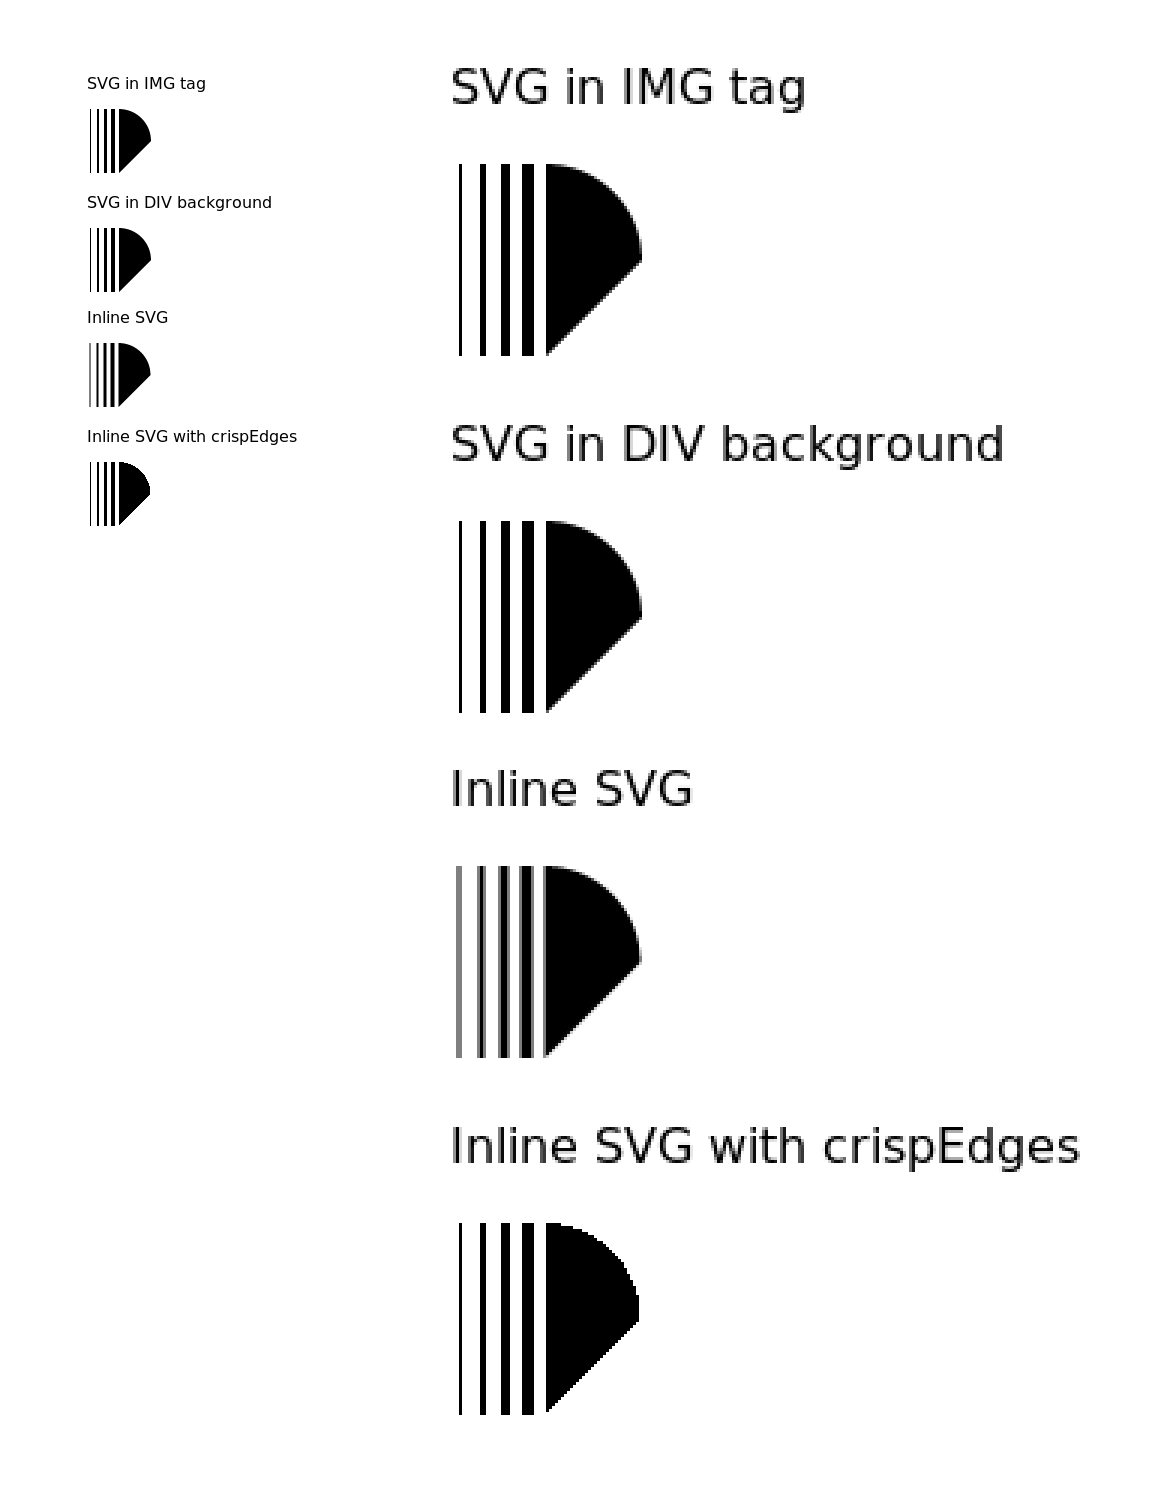 SVG in IMG tag
SVG in DIV background
Inline SVG
Inline SVG with crispEdges
SVG in IMG tag
SVG in DIV background
Inline SVG
Inline SVG with crispEdges